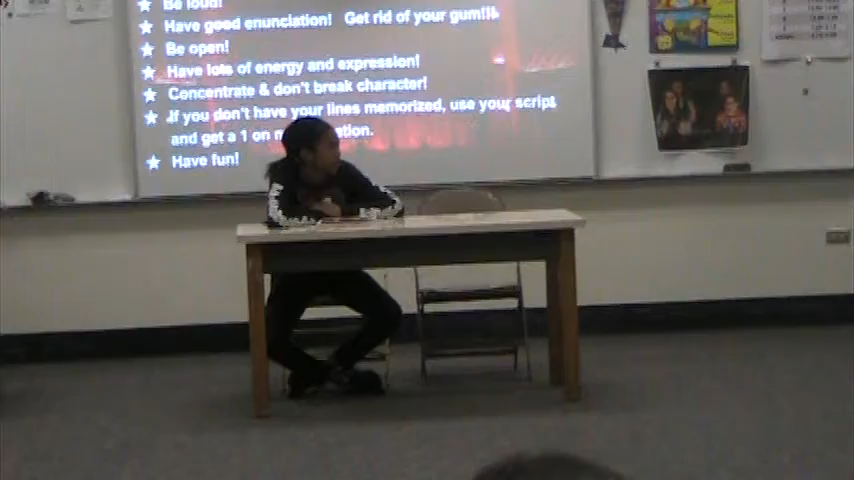 Be loud!
Have good enunciation! Get rid of your gum!!!
Be open!
Have lots of energy and expression!
Concentrate & don't break character!
If you don't have your lines memorized, use your script
and get a 1 on
Have fun!